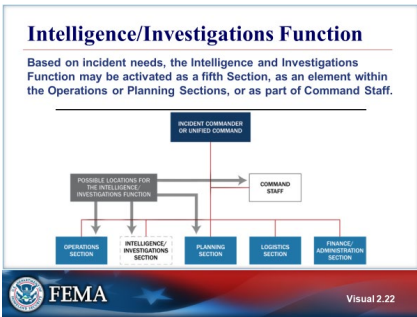 Intelligence/Investigations Function
Based on incident needs, the Intelligence and Investigations
Function may be activated as a fifth Section, as an element within
the Operations or Planning Sections, or as part of Command Staff.
INCIDENT COMMANDER
OR UNIFIED COMMAND
POSSIBLE LOCATIONS FOR
THE INTELLIGENCE/
INVESTIGATIONS FUNCTION
COMMAND
STAFF
OPERATIONS
SECTION
INTELLIGENCE/
INVESTIGATIONS
SECTION
PLANNING
SECTION
LOGISTICS
SECTION
FINANCE/
ADMINISTRATION
SECTION
FEMA
Visual 2.22